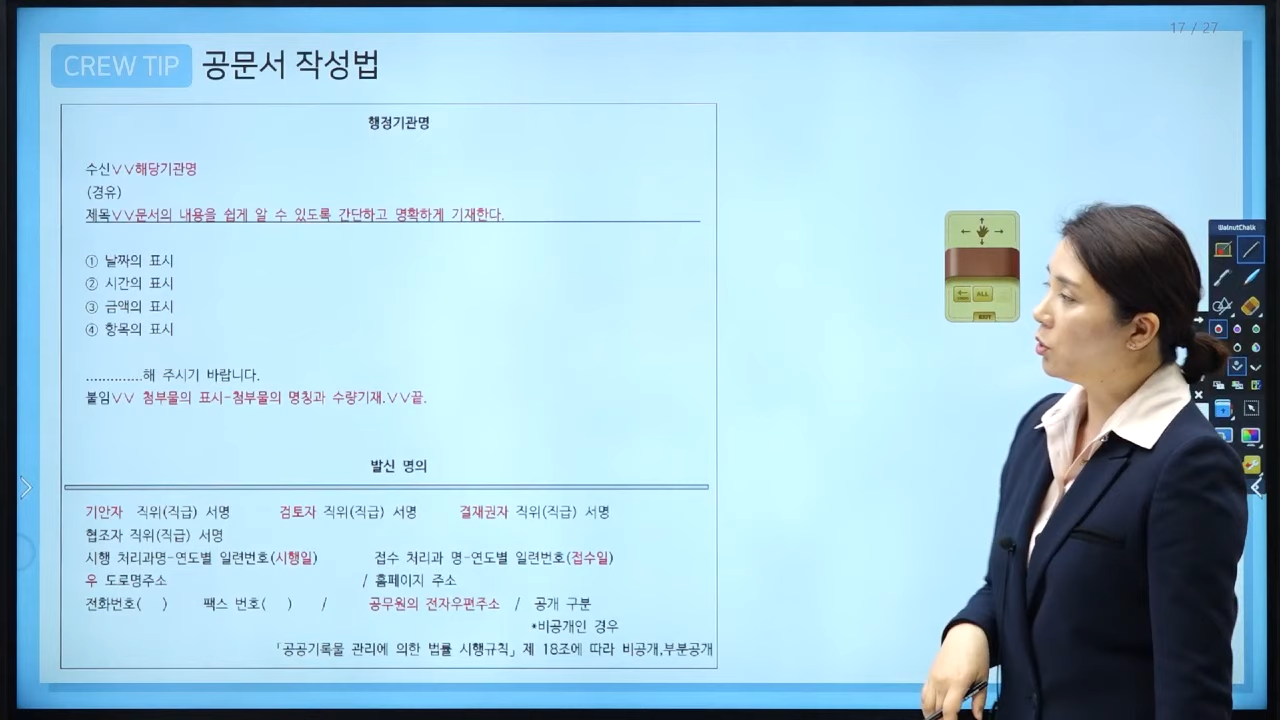 17 / 27
CREW TIP 공문서 작성법
행정기관명
수신∨∨해당기관명
(경유)
제목∨∨문서의 내용을 쉽게 알 수 있도록 간단하고 명확하게 기재한다.
① 날짜의 표시
② 시간의 표시
③ 금액의 표시
④ 항목의 표시
.............해 주시기 바랍니다.
붙임∨∨ 첨부물의 표시-첨부물의 명칭과 수량기재.∨∨끝.
발신 명의
기안자 직위(직급) 서명 검토자 직위(직급) 서명 결재권자 직위(직급) 서명
협조자 직위(직급) 서명
시행 처리과명-연도별 일련번호(시행일) 접수 처리과 명-연도별 일련번호(접수일)
우 도로명주소 / 홈페이지 주소
전화번호( ) 팩스 번호( ) / 공무원의 전자우편주소 / 공개 구분
*비공개인 경우
「공공기록물 관리에 의한 법률 시행규칙」 제 18조에 따라 비공개,부분공개
ALL
EXIT
WalnutChalk